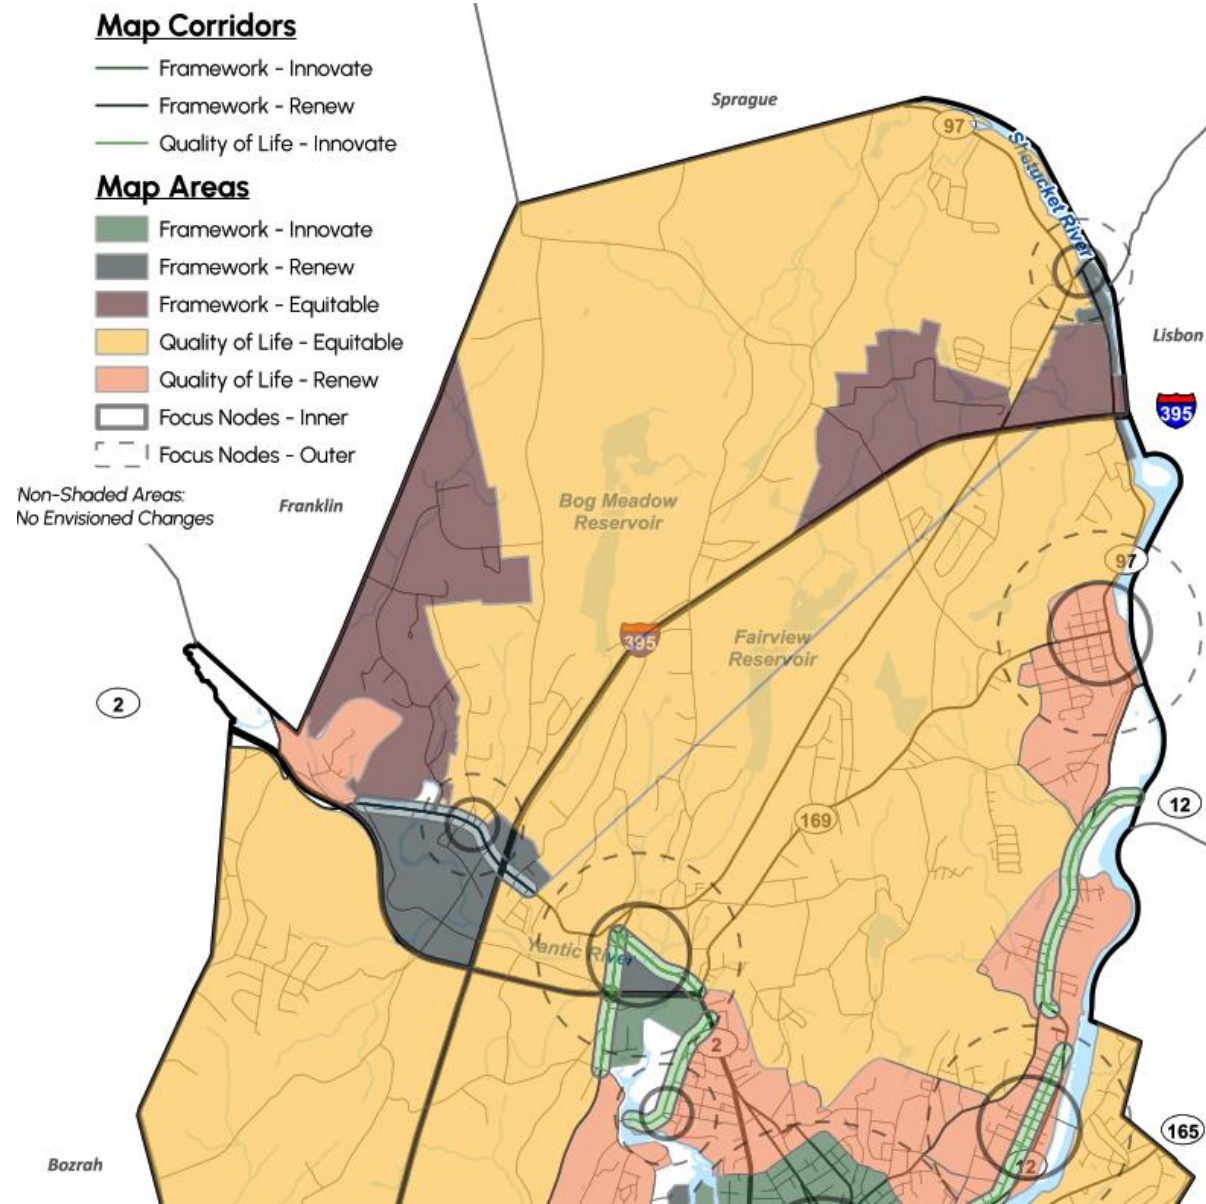 Map Corridors
Framework - Innovate
Framework - Renew
Quality of Life - Innovate
Map Areas
Framework - Innovate
Framework - Renew
Framework - Equitable
Quality of Life - Equitable
Quality of Life - Renew
Focus Nodes - Inner
Focus Nodes - Outer
Non-Shaded Areas:
No Envisioned Changes
Sprague
97
Shetucket River
Lisbon
395
Franklin
Bog Meadow
Reservoir
97
395
Fairview
Reservoir
2
12
169
Yantic River
2
165
Bozrah
12